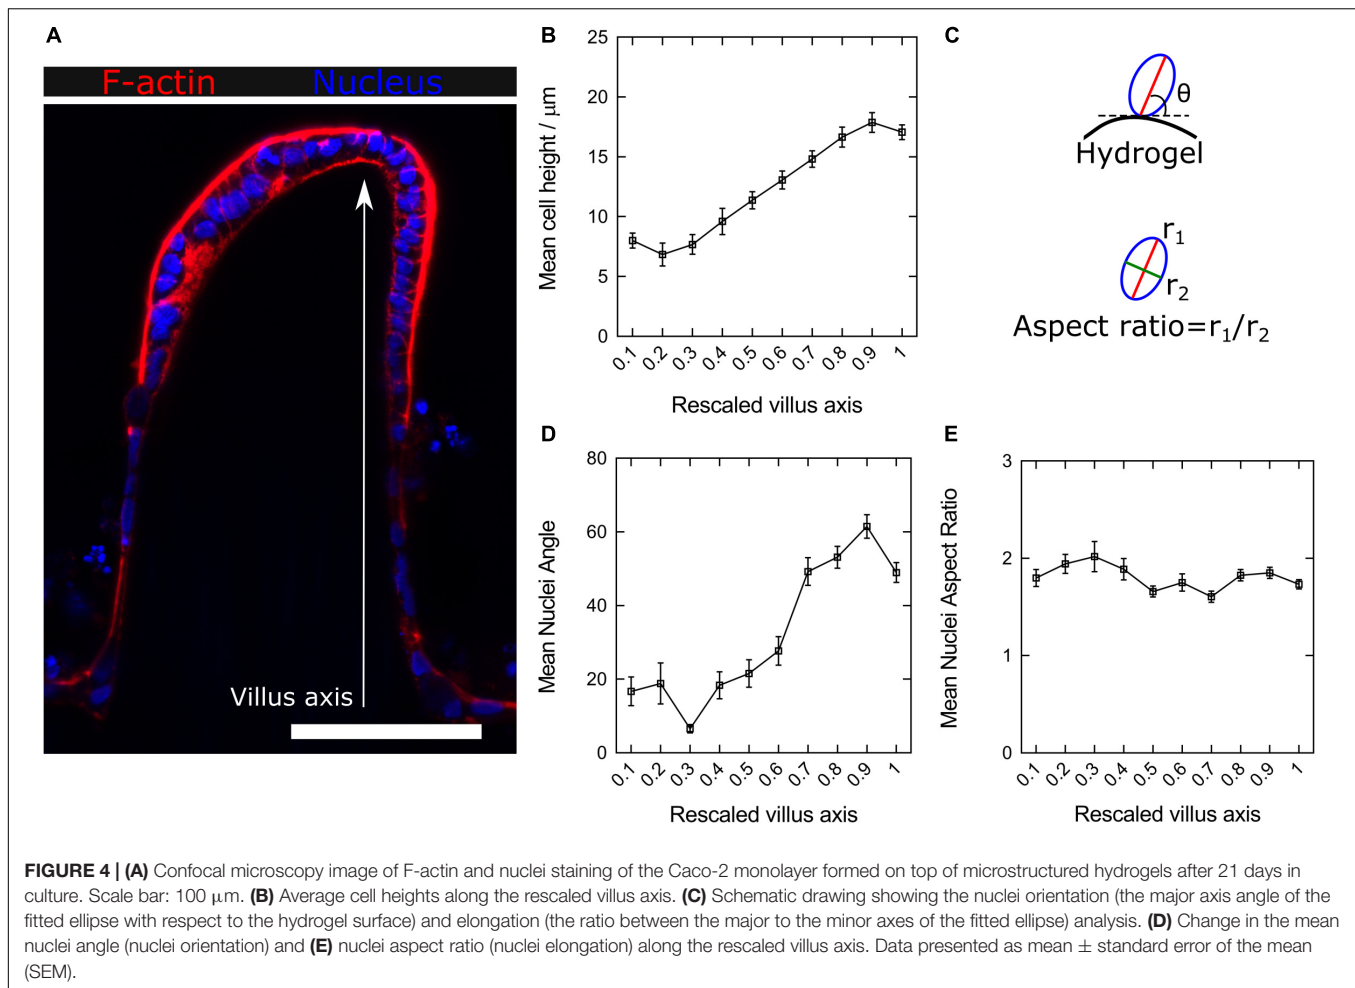 A
F-actin
Nucleus
Villus axis
B
Mean cell height / μm
25
20
15
10
5
0
0.1 0.2 0.3 0.4 0.5 0.6 0.7 0.8 0.9 1
Rescaled villus axis
C
θ
Hydrogel
r1
r2
Aspect ratio=r1/r2
D
Mean Nuclei Angle
80
60
40
20
0
0.1 0.2 0.3 0.4 0.5 0.6 0.7 0.8 0.9 1
Rescaled villus axis
E
Mean Nuclei Aspect Ratio
3
2
1
0
0.1 0.2 0.3 0.4 0.5 0.6 0.7 0.8 0.9 1
Rescaled villus axis
FIGURE 4 | (A) Confocal microscopy image of F-actin and nuclei staining of the Caco-2 monolayer formed on top of microstructured hydrogels after 21 days in
culture. Scale bar: 100 μm. (B) Average cell heights along the rescaled villus axis. (C) Schematic drawing showing the nuclei orientation (the major axis angle of the
fitted ellipse with respect to the hydrogel surface) and elongation (the ratio between the major to the minor axes of the fitted ellipse) analysis. (D) Change in the mean
nuclei angle (nuclei orientation) and (E) nuclei aspect ratio (nuclei elongation) along the rescaled villus axis. Data presented as mean ± standard error of the mean
(SEM).